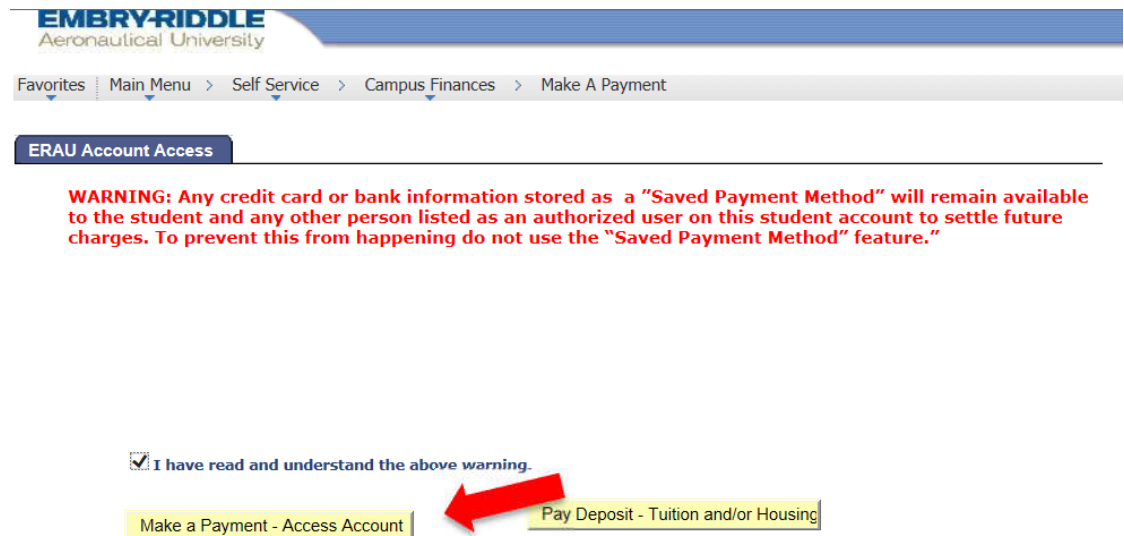 EMBRY-RIDDLE
Aeronautical University
Favorites Main Menu > Self Service > Campus Finances > Make A Payment
ERAU Account Access
WARNING: Any credit card or bank information stored as a ”Saved Payment Method” will remain available
to the student and any other person listed as an authorized user on this student account to settle future
charges. To prevent this from happening do not use the “Saved Payment Method” feature.”
I have read and understand the above warning.
Make a Payment - Access Account
Pay Deposit - Tuition and/or Housing